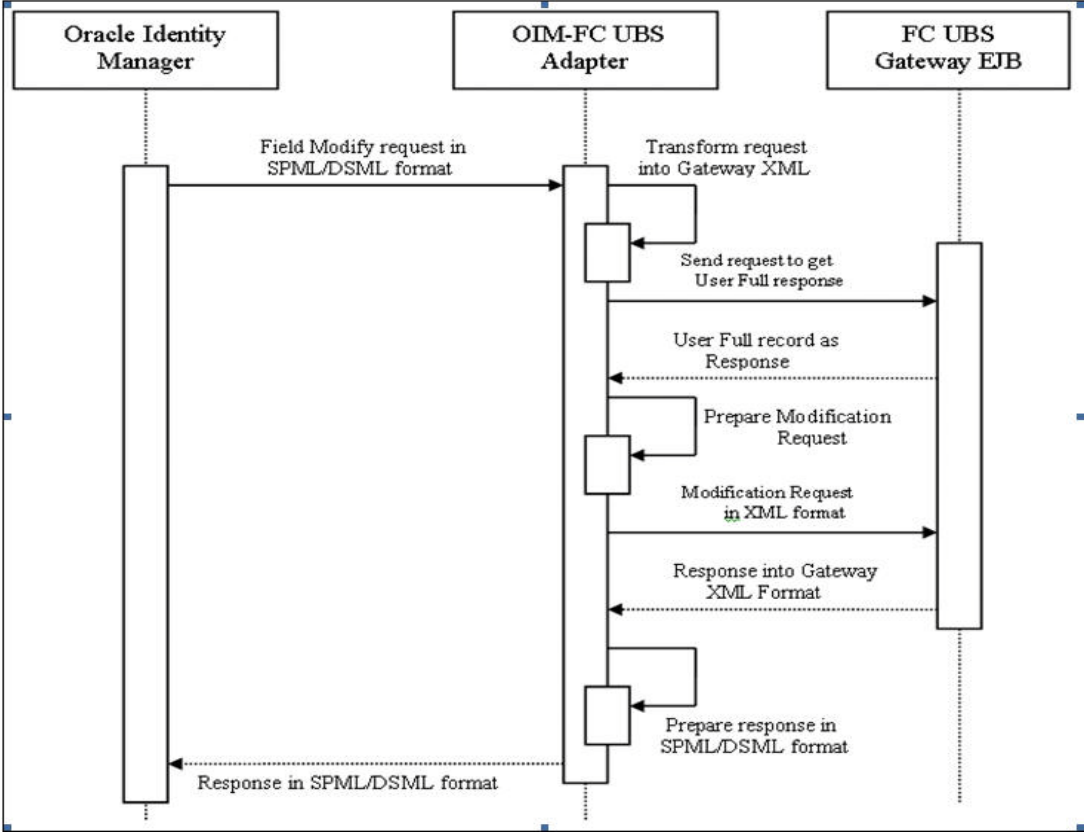 Oracle Identity
Manager
OIM-FC UBS
Adapter
FC UBS
Gateway EJB
Field Modify request in
SPML/DSML format
Transform request
into Gateway XML
Send request to get
User Full response
User Full record as
Response
Prepare Modification
Request
Modification Request
in XML format
Response into Gateway
XML Format
Prepare response in
SPML/DSML format
Response in SPML/DSML format